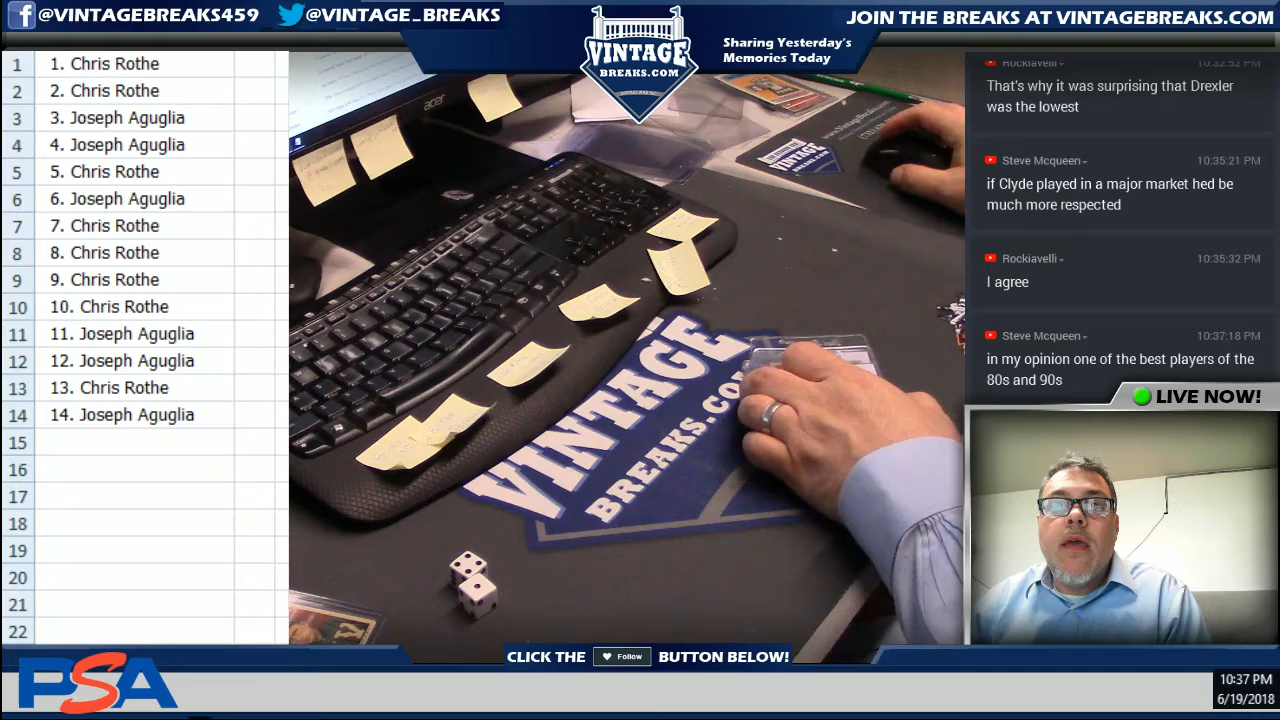 @VINTAGEBREAKS459
@VINTAGE_BREAKS
VINTAGE
BREAKS.COM
Sharing Yesterday's
Memories Today
JOIN THE BREAKS AT VINTAGEBREAKS.COM
1 1. Chris Rothe
2 2. Chris Rothe
3 3. Joseph Aguglia
4 4. Joseph Aguglia
5 5. Chris Rothe
6 6. Joseph Aguglia
7 7. Chris Rothe
8 8. Chris Rothe
9 9. Chris Rothe
10 10. Chris Rothe
11 11. Joseph Aguglia
12 12. Joseph Aguglia
13 13. Chris Rothe
14 14. Joseph Aguglia
15
16
17
18
19
20
21
22
acer
VINTAGE
VINTAGE
BREAKS.CO
Rockiavelli 10:32:52 PM
That's why it was surprising that Drexler
was the lowest
Steve Mcqueen 10:35:21 PM
if Clyde played in a major market hed be
much more respected
Rockiavelli 10:35:32 PM
I agree
Steve Mcqueen 10:37:18 PM
in my opinion one of the best players of the
80s and 90s
LIVE NOW!
CLICK THE Follow BUTTON BELOW!
PSA
10:37 PM
6/19/2018